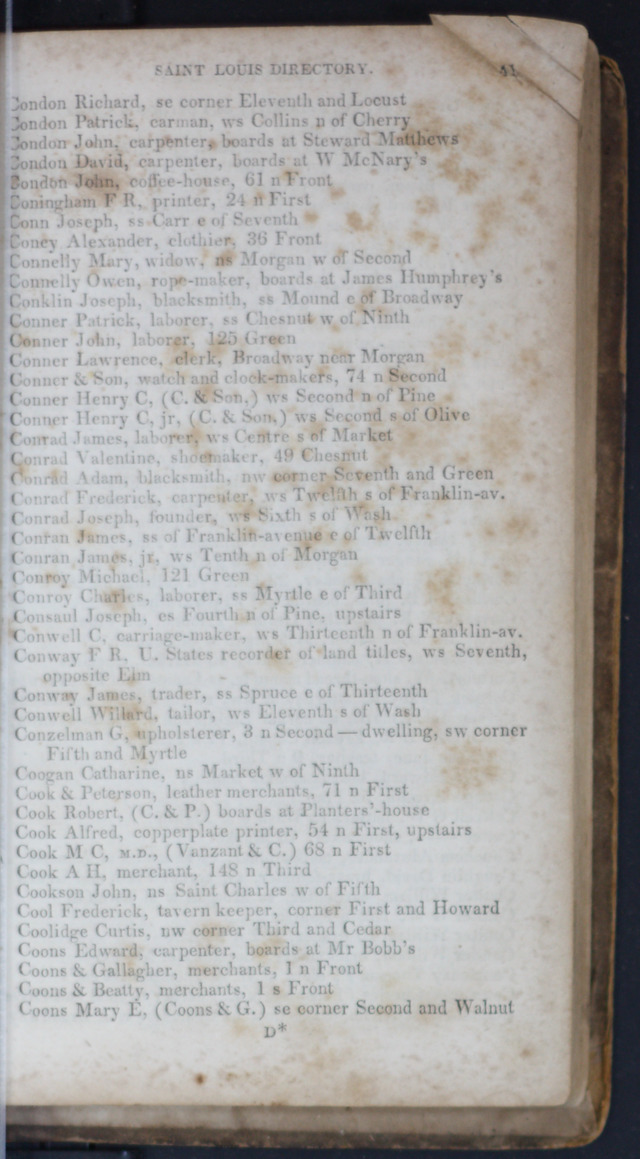 SAINT LOUIS DIRECTORY. 41
Condon Richard, se corner Eleventh and Locust
Condon Patrick, carman, ws Collins n of Cherry
Condon John, carpenter, boards at Steward Matthews
Condon David, carpenter, boards at W McNary's
Condon John, coffee-house, 61 n Front
Coningham F R, printer, 24 n First
Conn Joseph, ss Carr e of Seventh
Coney Alexander, clothier, 36 Front
Connelly Mary, widow, ns Morgan w of Second
Connelly Owen, rope-maker, boards at James Humphrey's
Conklin Joseph, blacksmith, ss Mound e of Broadway
Conner Patrick, laborer, ss Chesnut w of Ninth
Conner John, laborer, 125 Green
Conner Lawrence, clerk, Broadway near Morgan
Conner & Son, watch and clock-makers, 74 n Second
Conner Henry C, (C. & Son,) ws Second n of Pine
Conner Henry C, jr, (C. & Son,) ws Second s of Olive
Conrad James, laborer, ws Centre s of Market
Conrad Valentine, shoemaker, 49 Chesnut
Conrad Adam, blacksmith, nw corner Seventh and Green
Conrad Frederick, carpenter, ws Twelfth s of Franklin-av.
Conrad Joseph, founder, ws Sixth s of Wash
Conran James, ss of Franklin-avenue e of Twelfth
Conran James, jr, ws Tenth n of Morgan
Conroy Michael, 121 Green
Conroy Charles, laborer, ss Myrtle e of Third
Consaul Joseph, es Fourth n of Pine, upstairs
Conwell C, carriage-maker, ws Thirteenth n of Franklin-av.
Conway F R, U. States recorder of land titles, ws Seventh,
opposite Elm
Conway James, trader, ss Spruce e of Thirteenth
Conwell Willard, tailor, ws Eleventh s of Wash
Conzelman G, upholsterer, 3 n Second—dwelling, sw corner
Fifth and Myrtle
Coogan Catharine, ns Market w of Ninth
Cook & Peterson, leather merchants, 71 n First
Cook Robert, (C. & P.) boards at Planters'-house
Cook Alfred, copperplate printer, 54 n First, upstairs
Cook M C, M.D., (Vanzant & C.) 68 n First
Cook A H, merchant, 148 n Third
Cookson John, ns Saint Charles w of Fifth
Cool Frederick, tavern keeper, corner First and Howard
Coolidge Curtis, nw corner Third and Cedar
Coons Edward, carpenter, boards at Mr Bobb's
Coons & Gallagher, merchants, 1 n Front
Coons & Beatty, merchants, 1 s Front
Coons Mary E, (Coons & G.) se corner Second and Walnut
D*